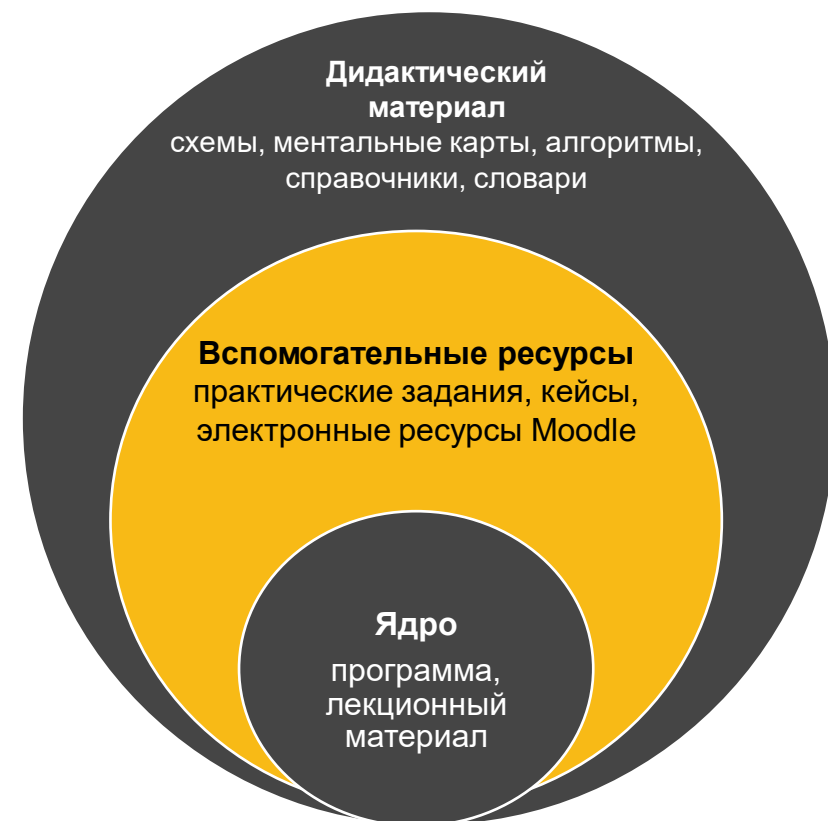 Дидактический
материал
схемы, ментальные карты, алгоритмы,
справочники, словари
Вспомогательные ресурсы
практические задания, кейсы,
электронные ресурсы Moodle
Ядро
программа,
лекционный
материал